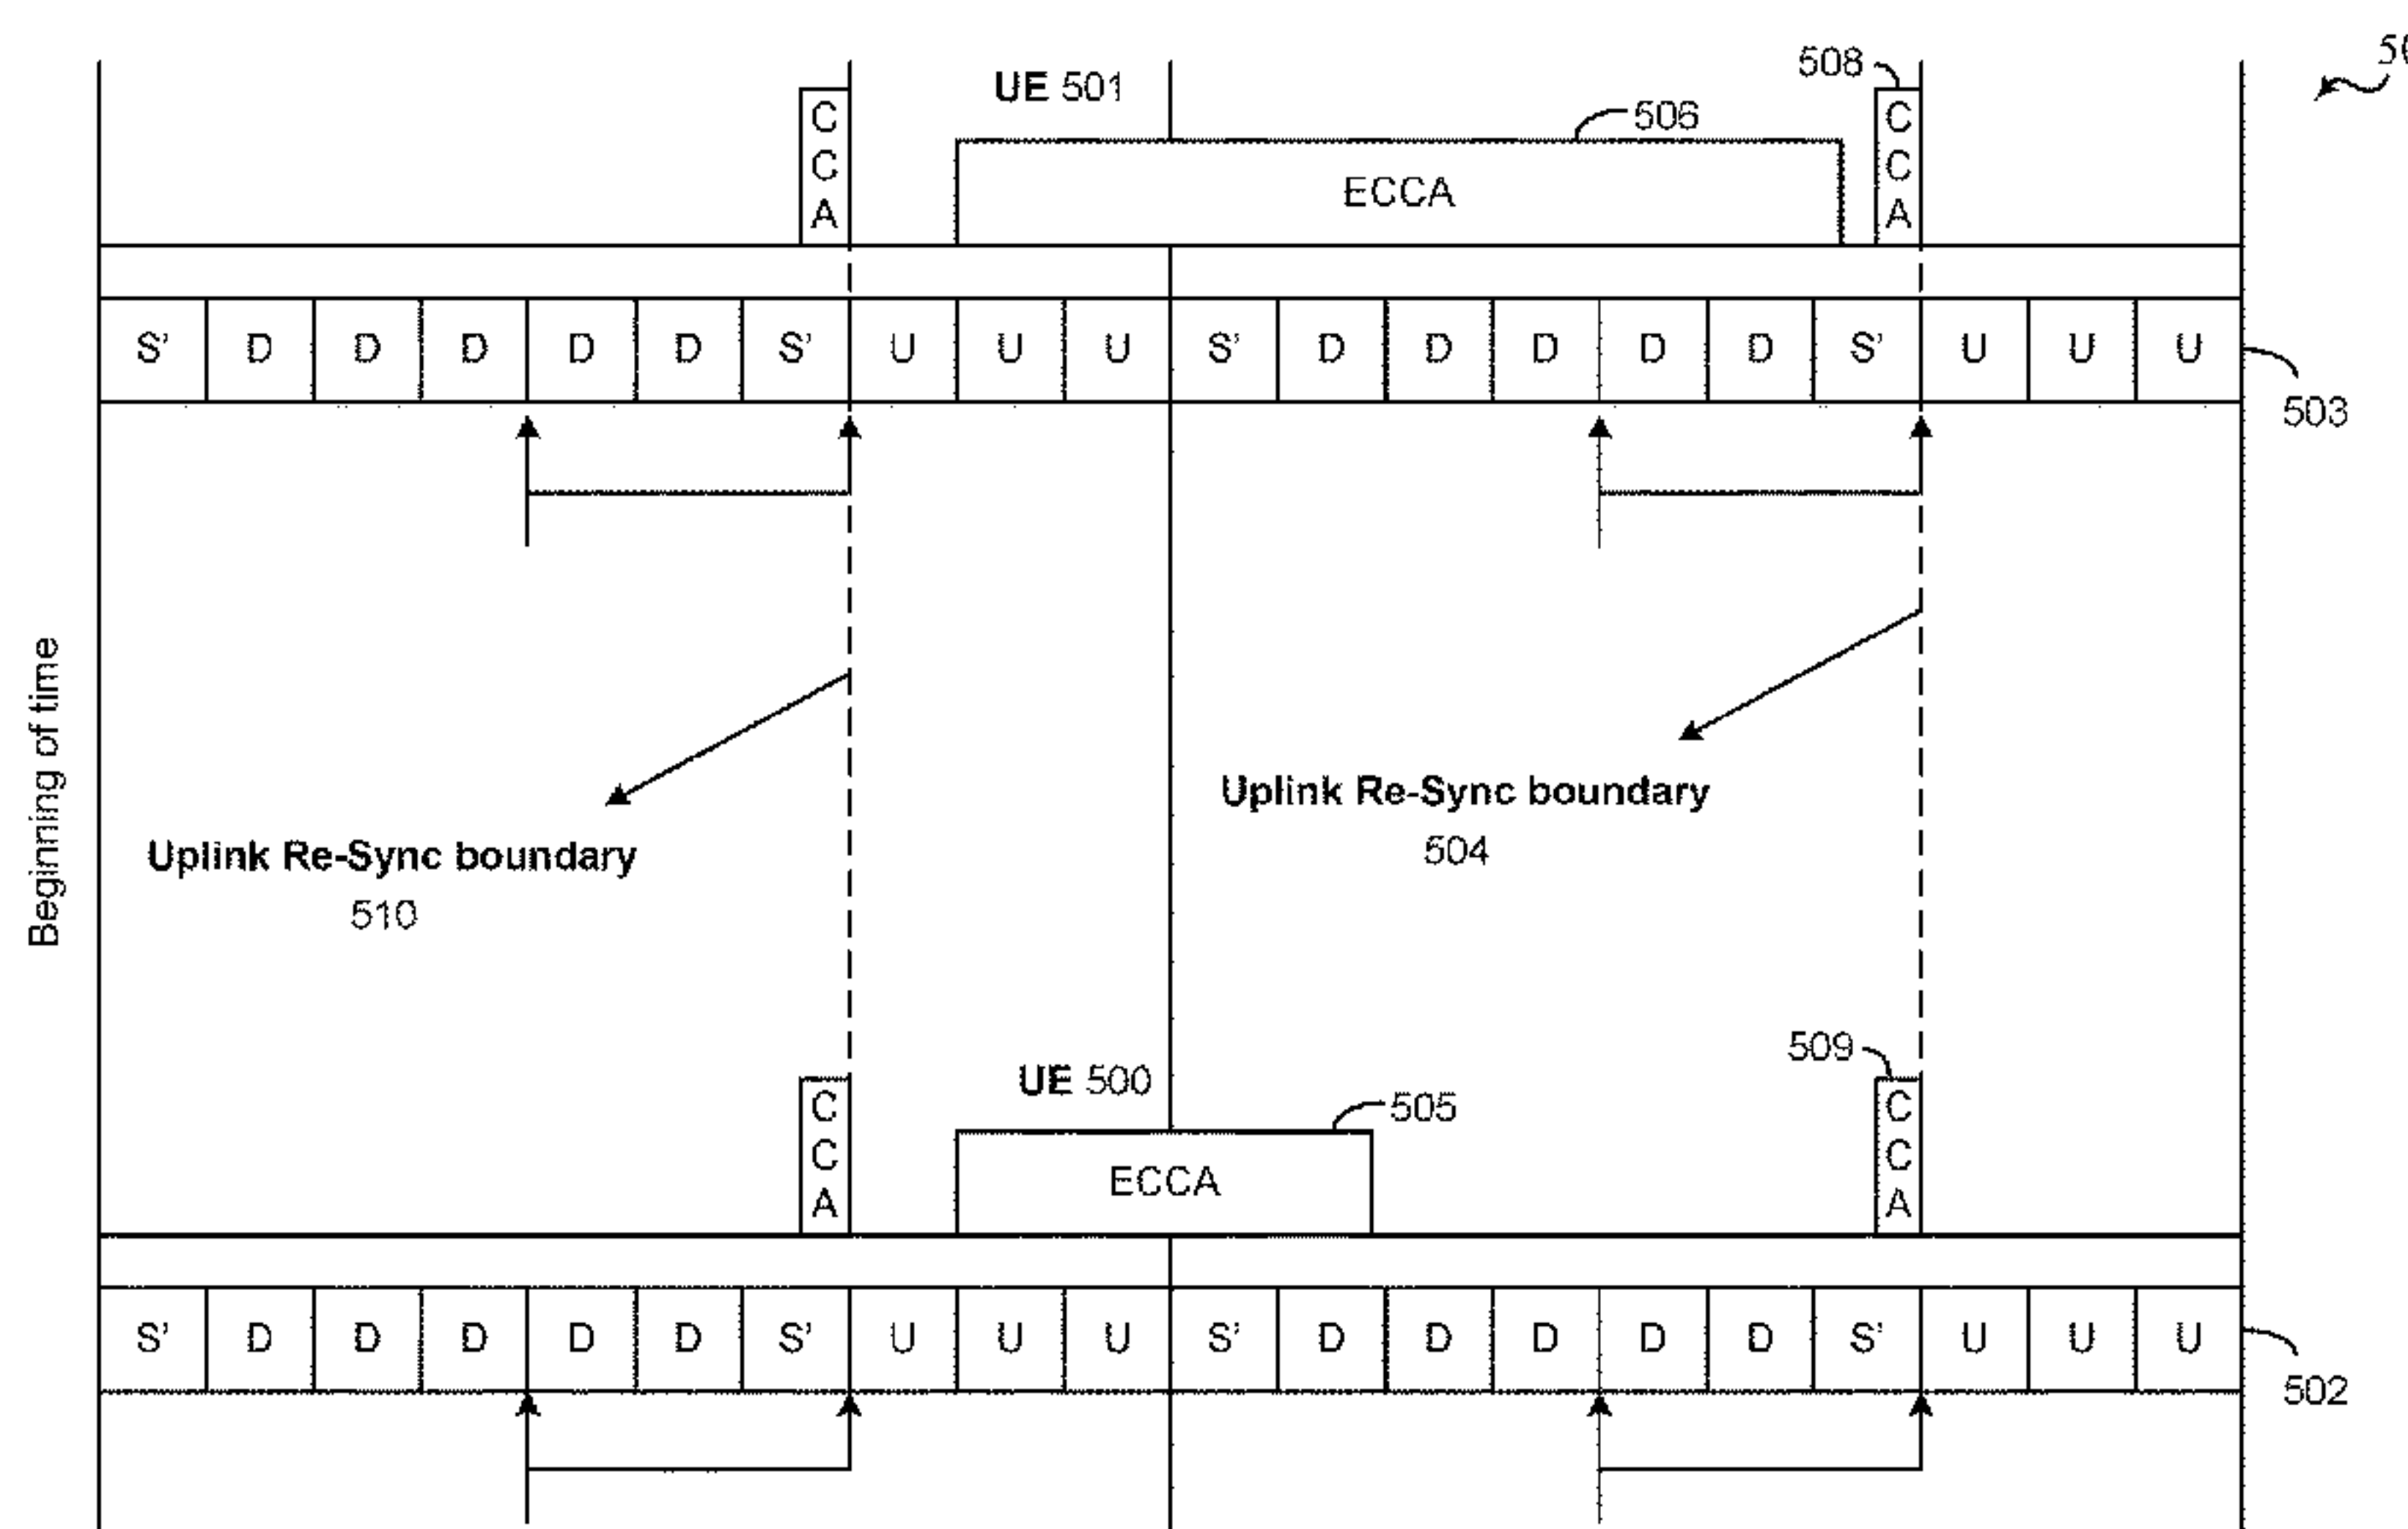 50
508
UE 501
506
C
C
A
C
C
A
ECCA
S' D D D D D S' U U U S' D D D D D S' U U U
503
Beginning of time
Uplink Re-Sync boundary
504
Uplink Re-Sync boundary
510
509
UE 500
505
C
C
A
C
C
A
ECCA
S' D D D D D S' U U U S' D D D D D S' U U U
502